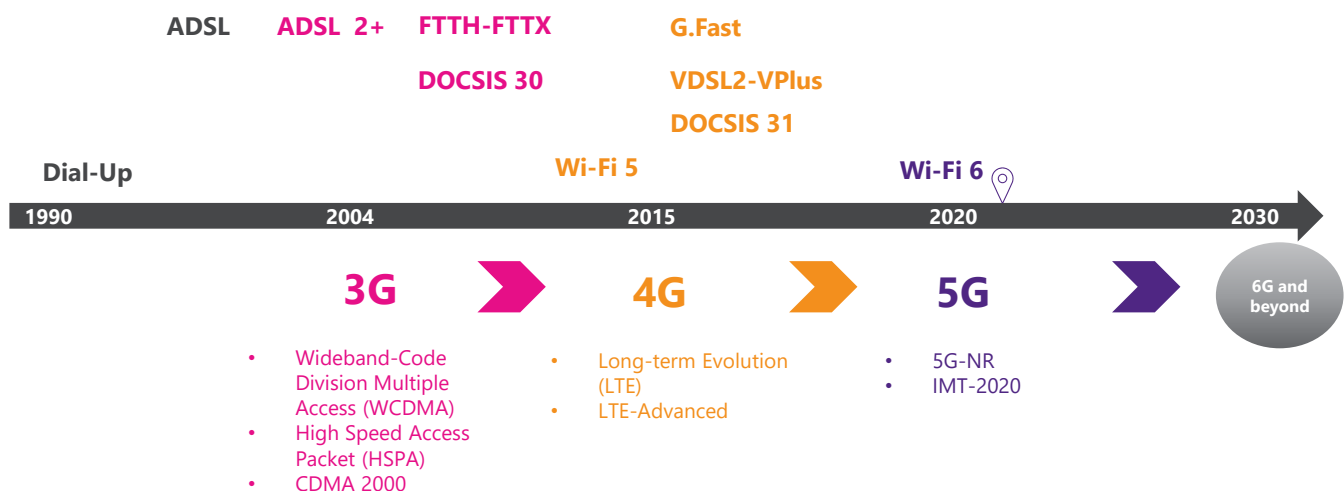 ADSL ADSL 2+ FTTH-FTTX G.Fast
DOCSIS 30 VDSL2-VPlus
DOCSIS 31
Dial-Up Wi-Fi 5 Wi-Fi 6
1990 2004 2015 2020 2030
3G 4G 5G 6G and
beyond
• Wideband-Code
Division Multiple
Access (WCDMA)
• High Speed Access
Packet (HSPA)
• CDMA 2000
• Long-term Evolution
(LTE)
• LTE-Advanced
• 5G-NR
• IMT-2020